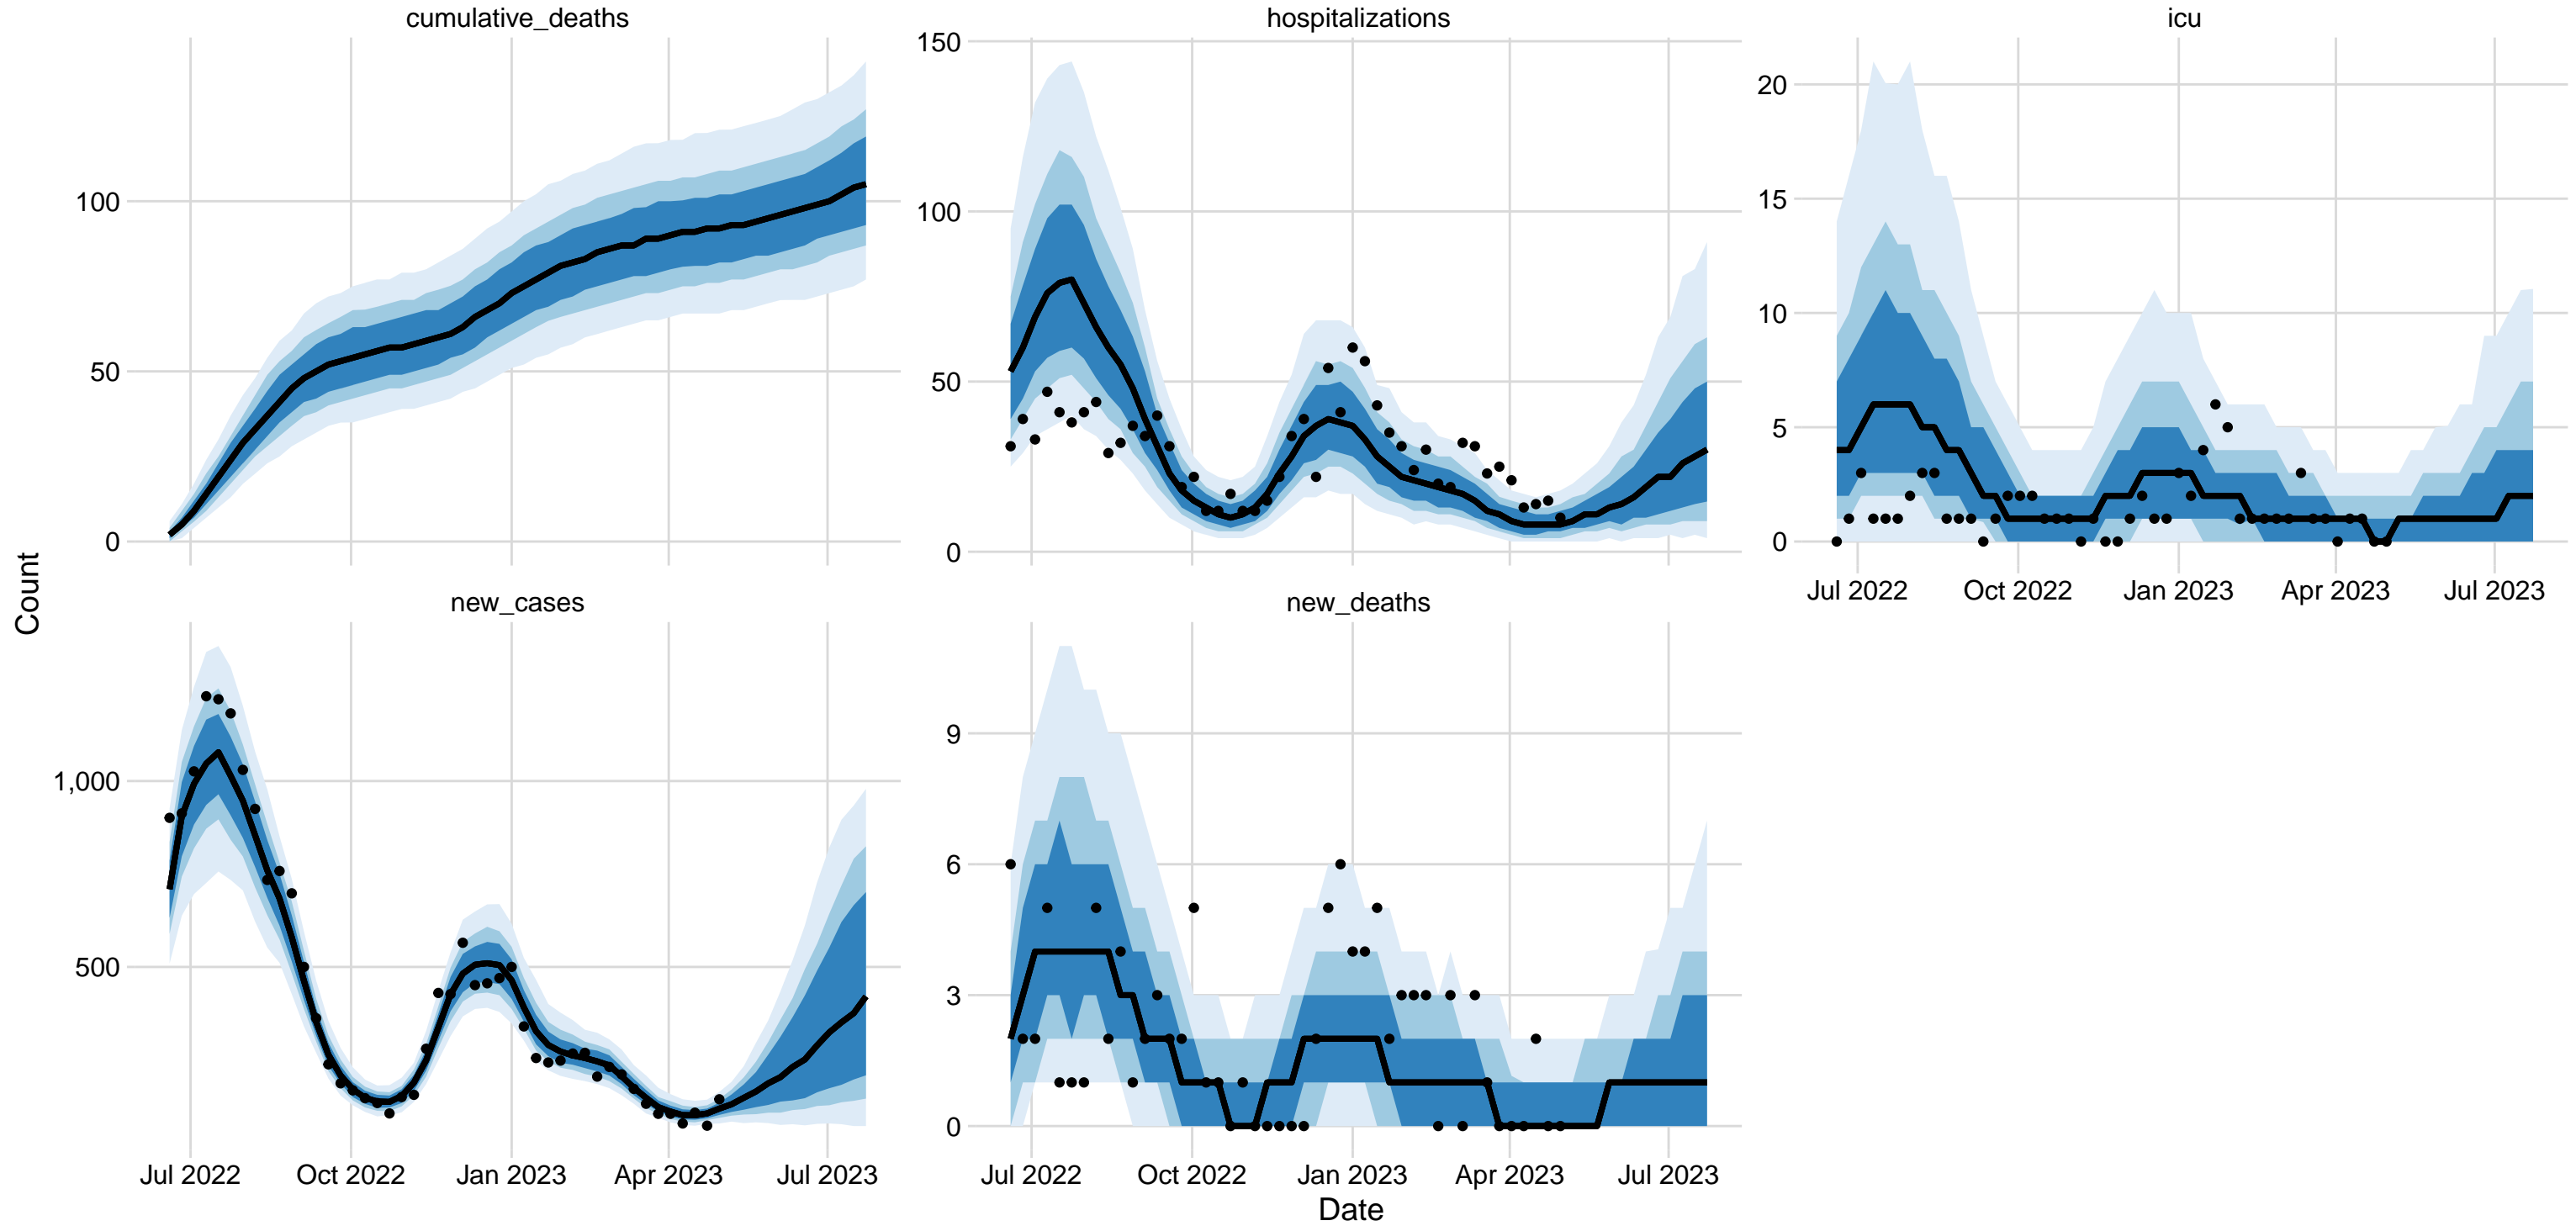 cumulative_deaths
hospitalizations
icu
Count
100
50
0
150
100
50
0
20
15
10
5
0
Jul 2022 Oct 2022 Jan 2023 Apr 2023 Jul 2023
new_cases
new_deaths
1,000
500
9
6
3
0
Jul 2022 Oct 2022 Jan 2023 Apr 2023 Jul 2023
Jul 2022 Oct 2022 Jan 2023 Apr 2023 Jul 2023
Date